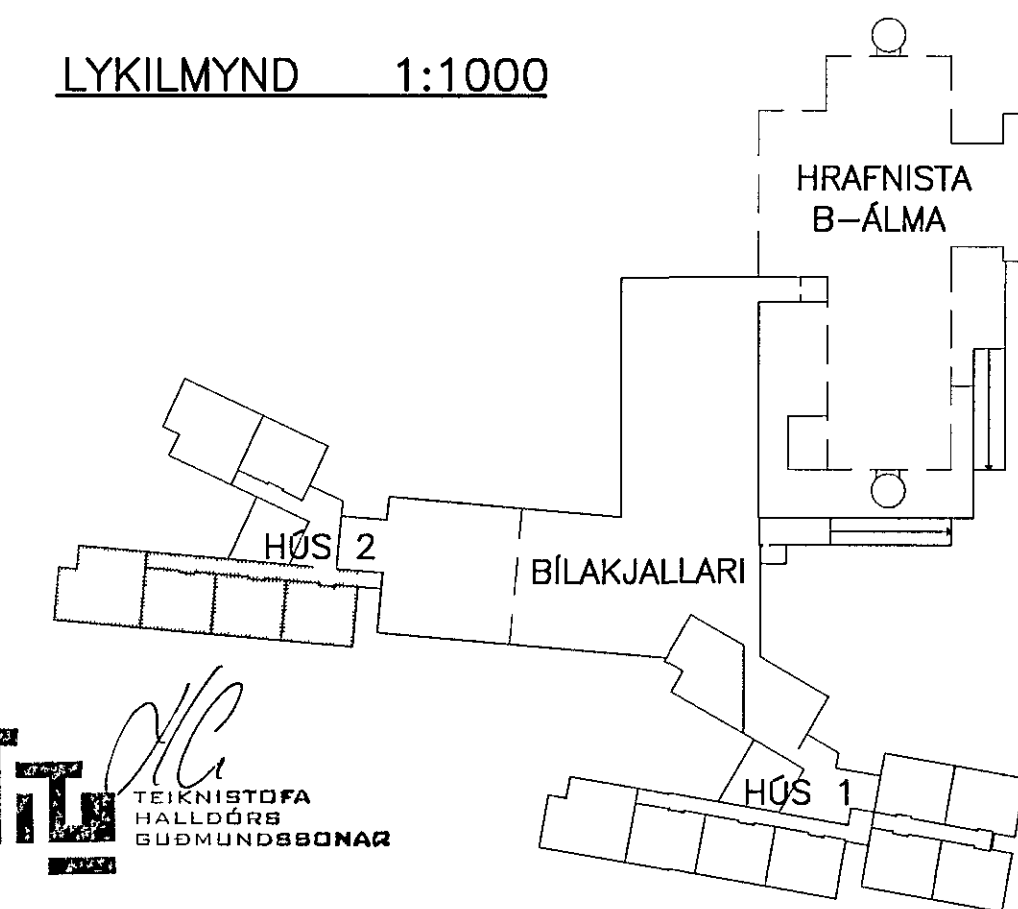 LYKILMYND 1:1000
HRAFNISTA
B-ÁLMA
HÚS 2
BÍLAKJALLARI
HÚS 1
TEIKNISTOFA
HALLDÓRS
GUÐMUNDSSONAR